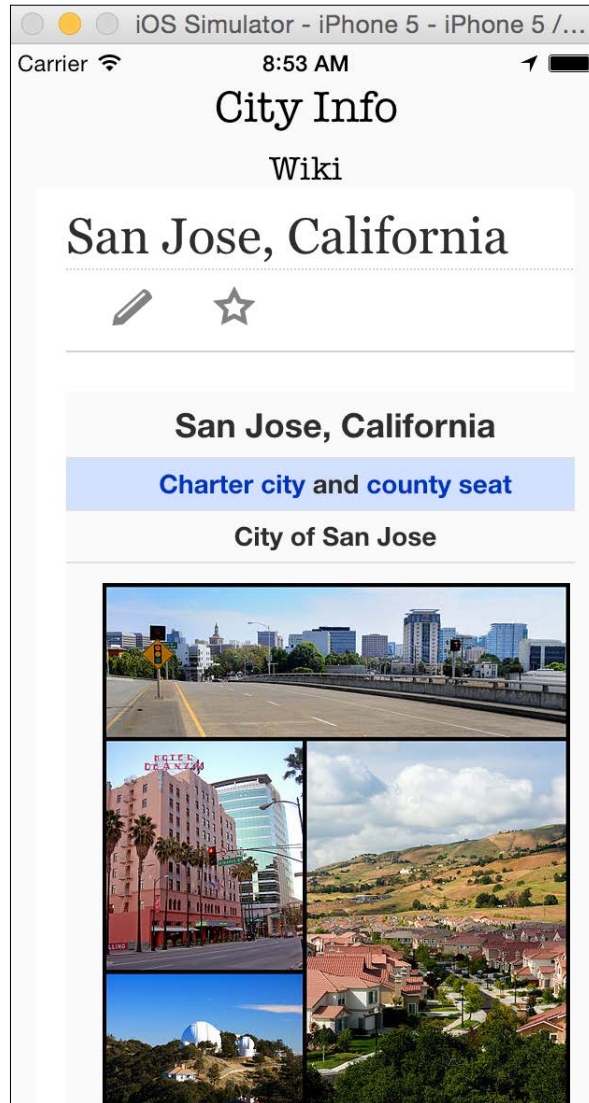 iOS Simulator - iPhone 5 - iPhone 5 /...
Carrier 8:53 AM
City Info
Wiki
San Jose, California
San Jose, California
Charter city and county seat
City of San Jose
HOTEL
DE ANZA